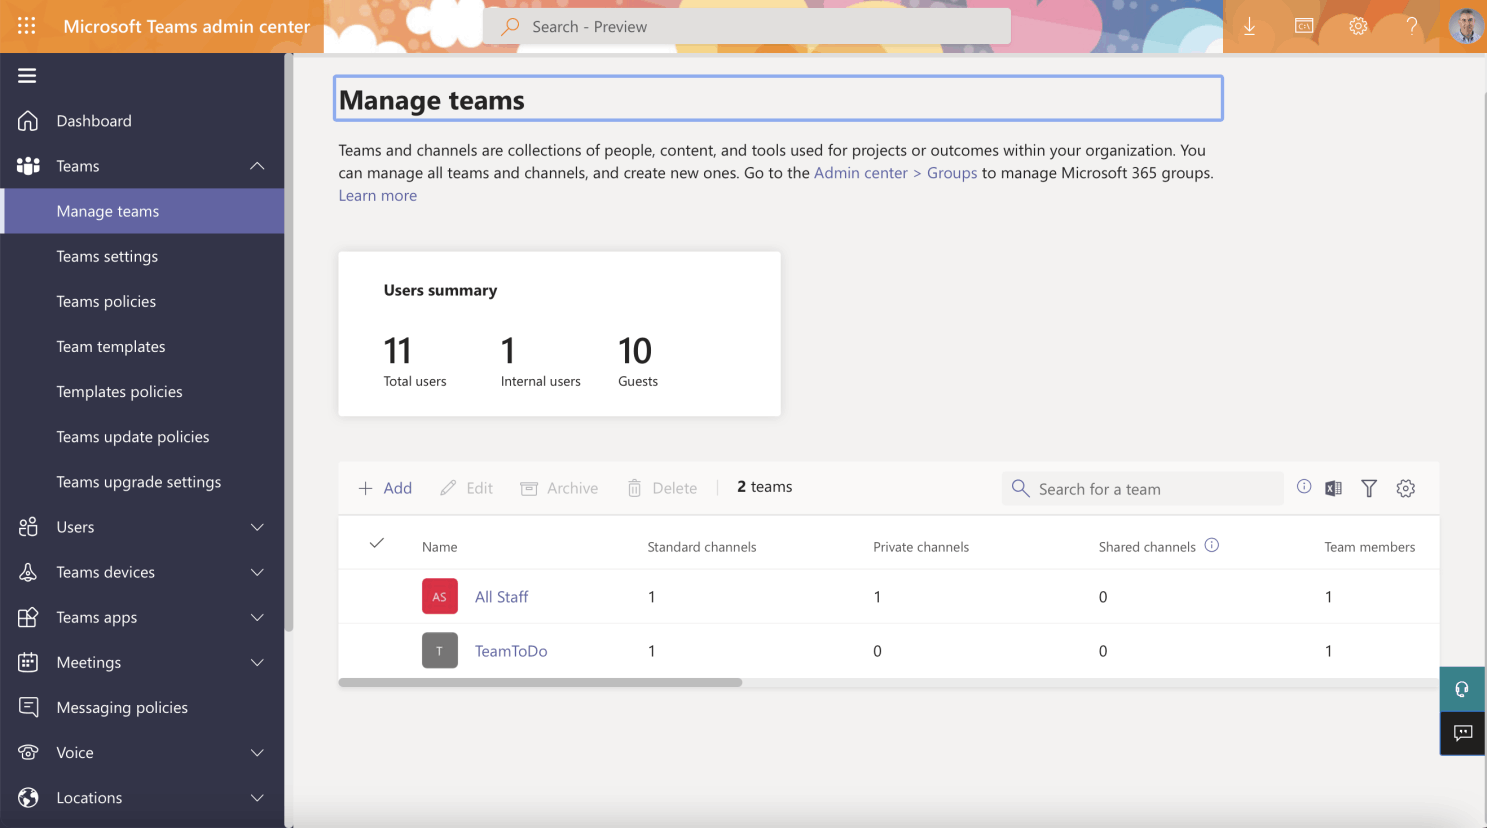 Microsoft Teams admin center
Search - Preview
C:\
?
Dashboard
Teams
Manage teams
Teams settings
Teams policies
Team templates
Templates policies
Teams update policies
Teams upgrade settings
Users
Teams devices
Teams apps
Meetings
Messaging policies
Voice
Locations
Manage teams
Teams and channels are collections of people, content, and tools used for projects or outcomes within your organization. You
can manage all teams and channels, and create new ones. Go to the Admin center > Groups to manage Microsoft 365 groups.
Learn more
Users summary
11 1 10
Total users Internal users Guests
+ Add Edit Archive Delete 2 teams Search for a team
Name Standard channels Private channels Shared channels Team members
AS All Staff 1 1 0 1
T TeamToDo 1 0 0 1